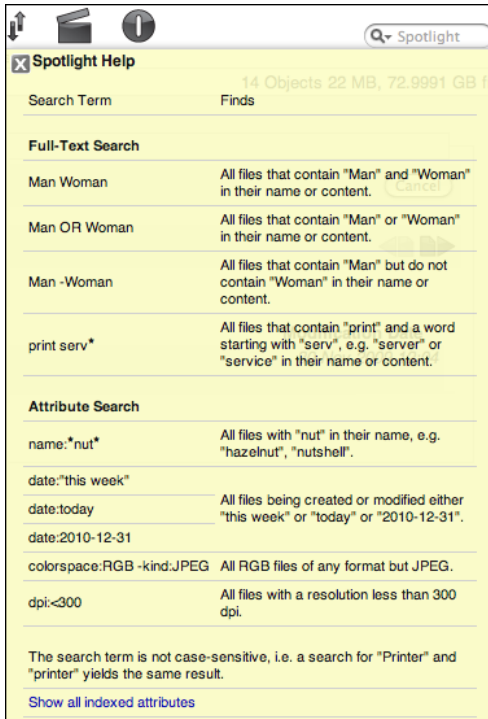 Spotlight
Spotlight Help
14 Objects 22 MB, 72.9991 GB f
Search Term Finds
Full-Text Search
Man Woman All files that contain "Man" and "Woman"
in their name or content.
Cancel
Man OR Woman All files that contain "Man" or "Woman"
in their name or content.
Man -Woman All files that contain "Man" but do not
contain "Woman" in their name or
content.
print serv* All files that contain "print" and a word
starting with "serv", e.g. "server" or
"service" in their name or content.
Attribute Search
name:*nut* All files with "nut" in their name, e.g.
"hazelnut", "nutshell".
date:"this week"
date:today All files being created or modified either
"this week" or "today" or "2010-12-31".
date:2010-12-31
colorspace:RGB -kind:JPEG All RGB files of any format but JPEG.
dpi:<300 All files with a resolution less than 300
dpi.
The search term is not case-sensitive, i.e. a search for "Printer" and
"printer" yields the same result.
Show all indexed attributes